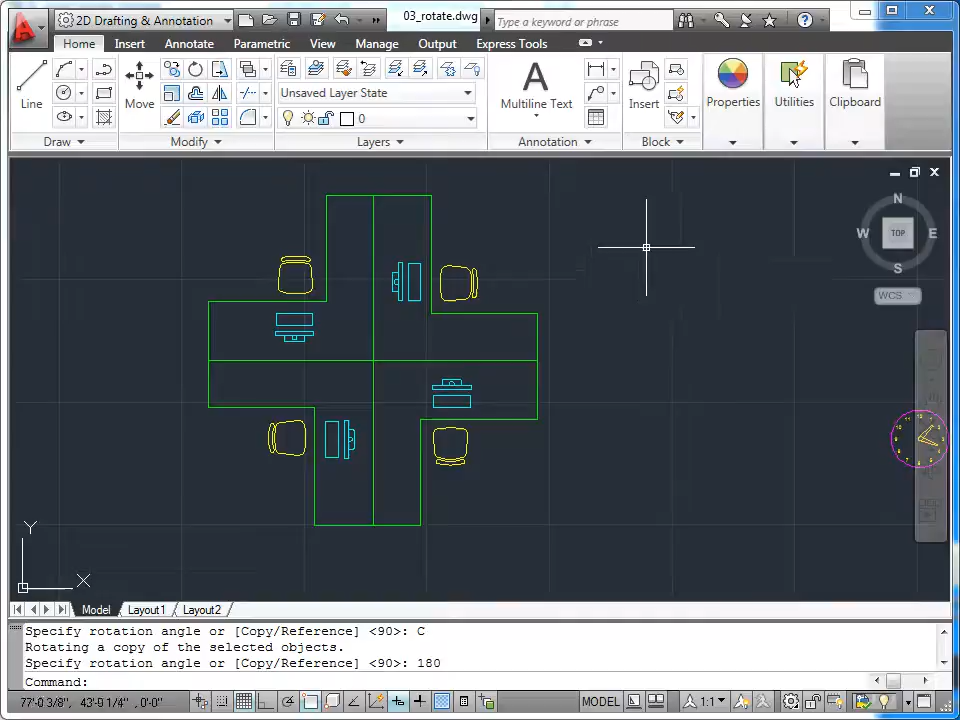 2D Drafting & Annotation
03_rotate.dwg
Type a keyword or phrase
Home Insert Annotate Parametric View Manage Output Express Tools
Line
Move
Unsaved Layer State
0
Multiline Text
Insert
Properties
Utilities
Clipboard
Draw
Modify
Layers
Annotation
Block
N
W TOP E
S
WCS
Y
X
Model Layout1 Layout2
Specify rotation angle or [Copy/Reference] <90>: C
Rotating a copy of the selected objects.
Specify rotation angle or [Copy/Reference] <90>: 180
Command:
77'-0 3/8", 43'-9 1/4", 0'-0" MODEL 1:1